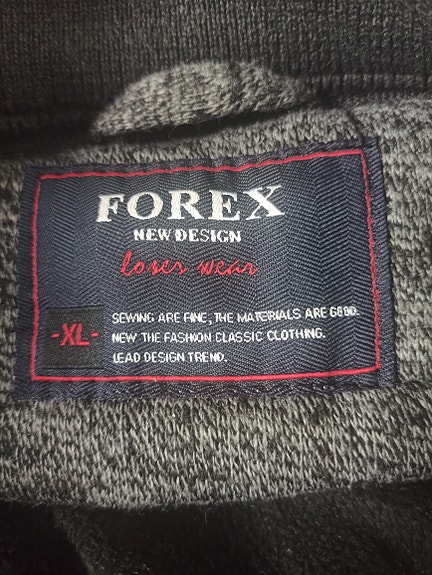 FOREX
NEW DESIGN
loses wear
-XL-
SEWING ARE FINE, THE MATERIALS ARE GOOD.
NEW THE FASHION CLASSIC CLOTHING.
LEAD DESIGN TREND.